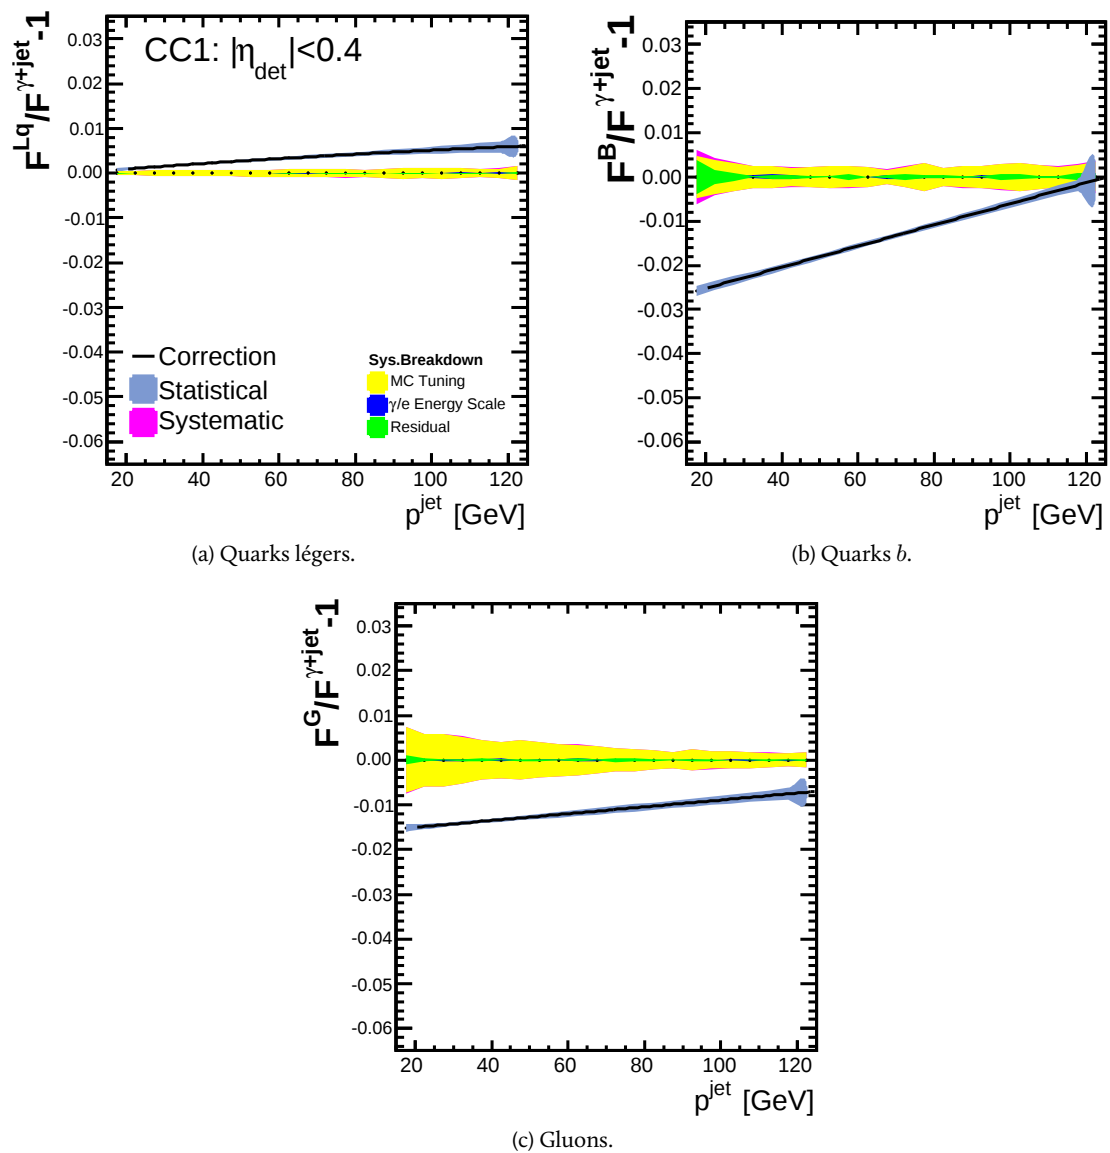 F^Lq/F^γ+jet-1
CC1: |η_det|<0.4
0.03
0.02
0.01
0.00
-0.01
-0.02
-0.03
-0.04
-0.05
-0.06
Correction
Statistical
Systematic
Sys.Breakdown
MC Tuning
γ/e Energy Scale
Residual
20 40 60 80 100 120
p^jet [GeV]
(a) Quarks légers.
F^B/F^γ+jet-1
0.03
0.02
0.01
0.00
-0.01
-0.02
-0.03
-0.04
-0.05
-0.06
20 40 60 80 100 120
p^jet [GeV]
(b) Quarks b.
F^G/F^γ+jet-1
0.03
0.02
0.01
0.00
-0.01
-0.02
-0.03
-0.04
-0.05
-0.06
20 40 60 80 100 120
p^jet [GeV]
(c) Gluons.